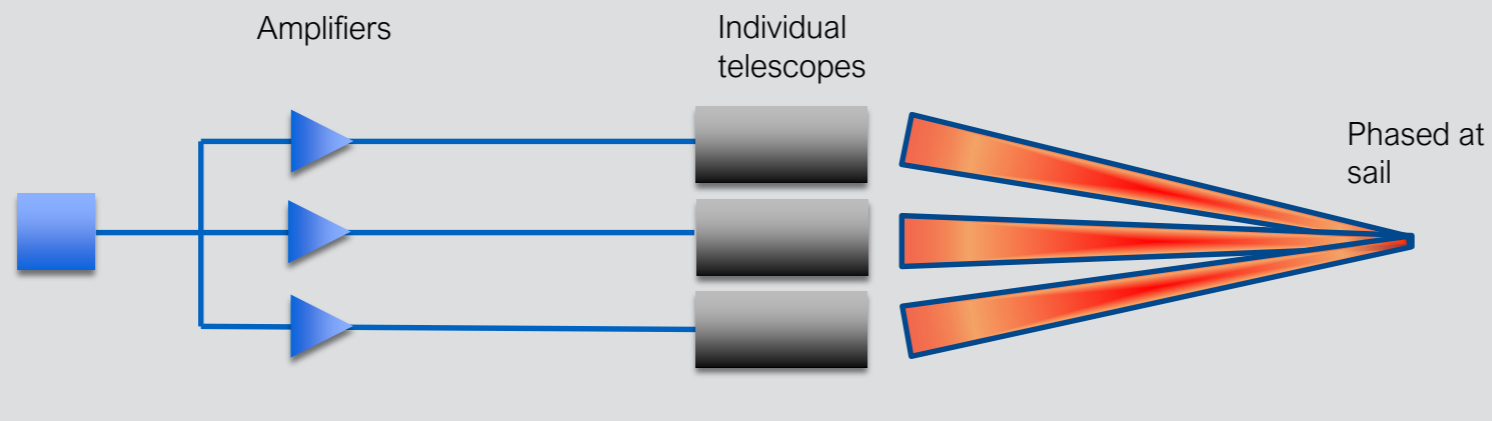 Amplifiers
Individual
telescopes
Phased at
sail